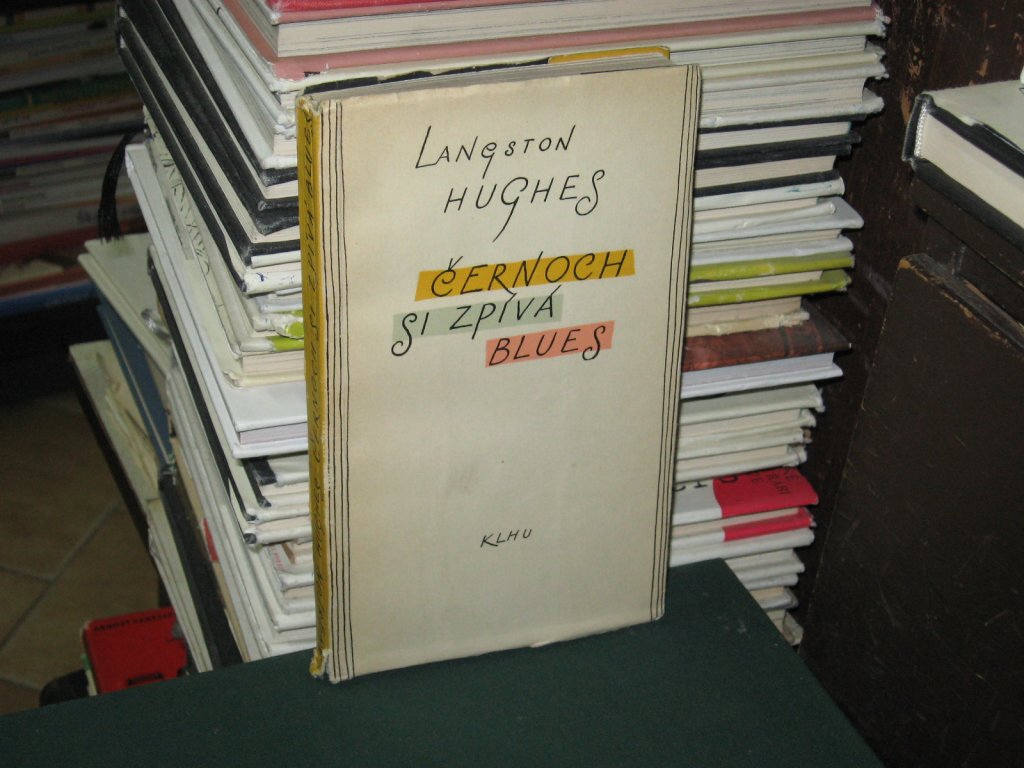 LANGSTON
HUGHES
ČERNOCH
SI ZPÍVÁ
BLUES
KLHU